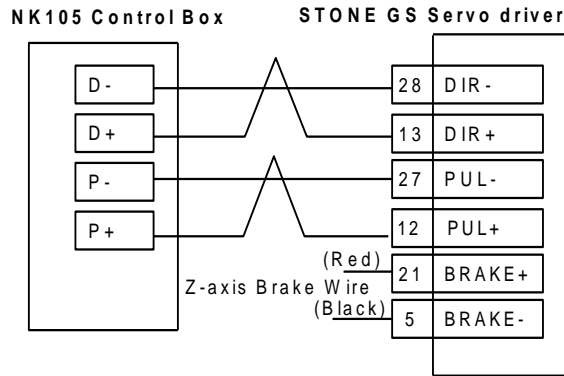 NK105 Control Box
STONE GS Servo driver
D-
28 DIR-
D+
13 DIR+
P-
27 PUL-
P+
12 PUL+
(Red)
21 BRAKE+
Z-axis Brake Wire
(Black)
5 BRAKE-